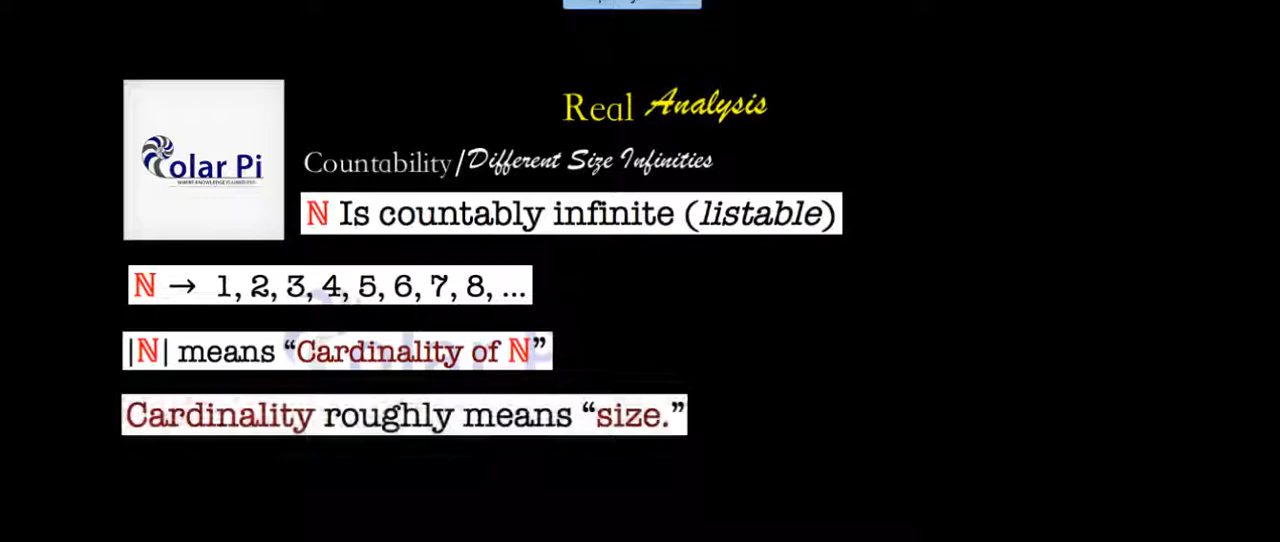 Real Analysis
olar Pi
Countability/Different Size Infinities
ℕ Is countably infinite (listable)
ℕ → 1, 2, 3, 4, 5, 6, 7, 8, ...
|ℕ| means “Cardinality of ℕ”
Cardinality roughly means “size.”